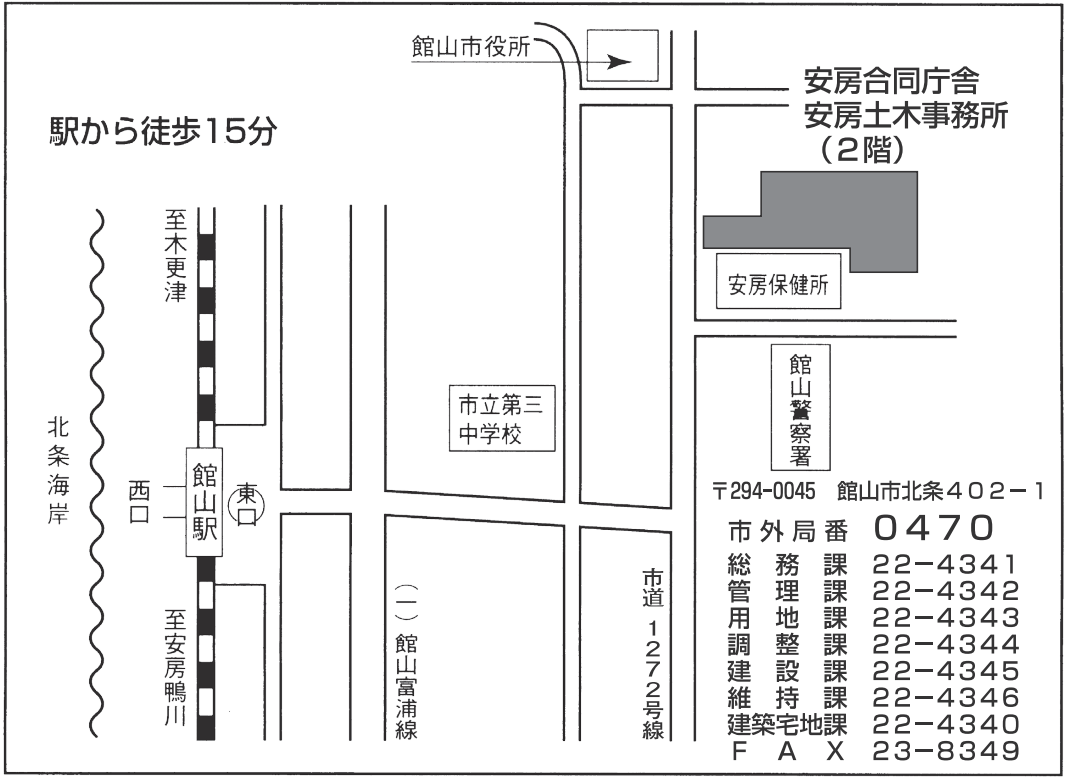 館山市役所
安房合同庁舎
安房土木事務所
（２階）
駅から徒歩15分
至木更津
安房保健所
市立第三
中学校
館山警察署
北条海岸
西口
館山駅
東口
至安房鴨川
（一）館山富浦線
市道1272号線
〒294-0045　館山市北条４０２－１
市外局番　0470
総務課　22－4341
管理課　22－4342
用地課　22－4343
調整課　22－4344
建設課　22－4345
維持課　22－4346
建築宅地課　22－4340
ＦＡＸ　23－8349